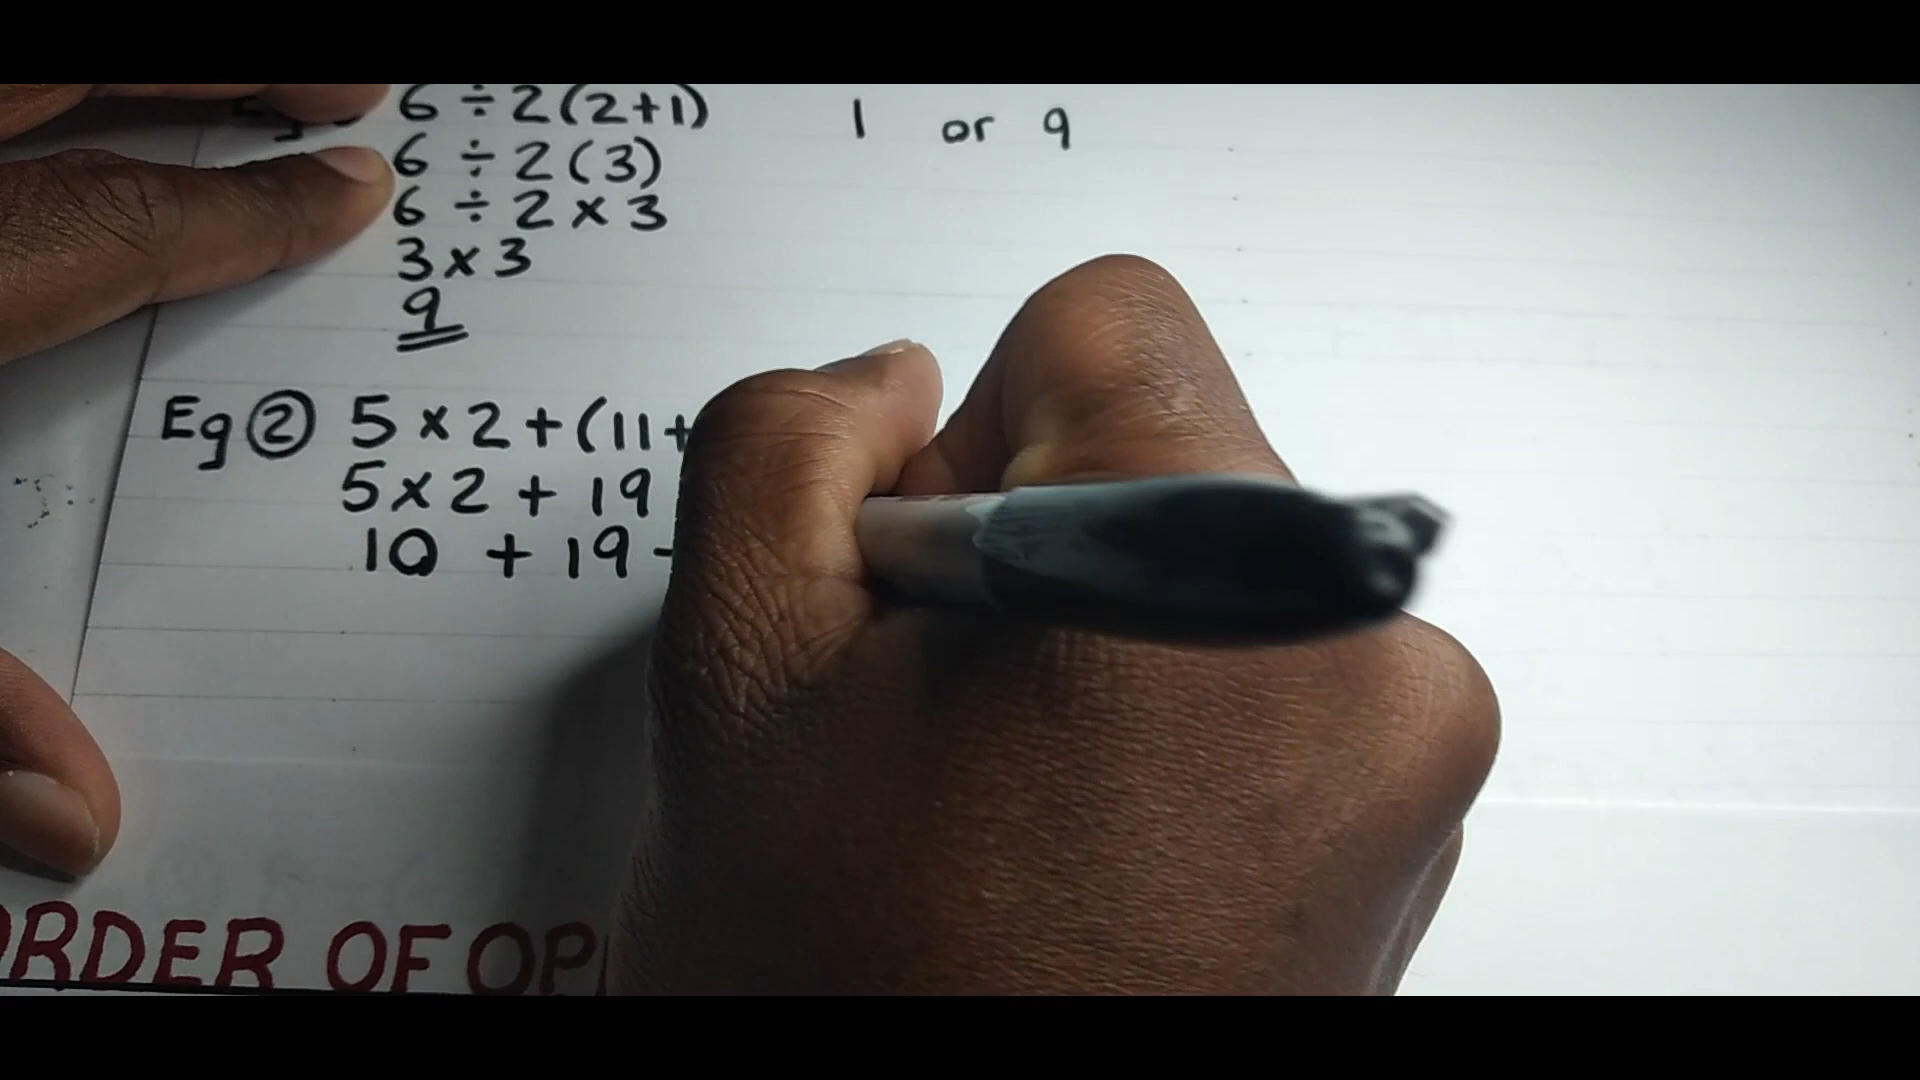 6 ÷ 2(2+1) 1 or 9
6 ÷ 2(3)
6 ÷ 2 × 3
3 × 3
9
Eg ② 5 × 2 + (11 +
5 × 2 + 19
10 + 19 -
ORDER OF OP